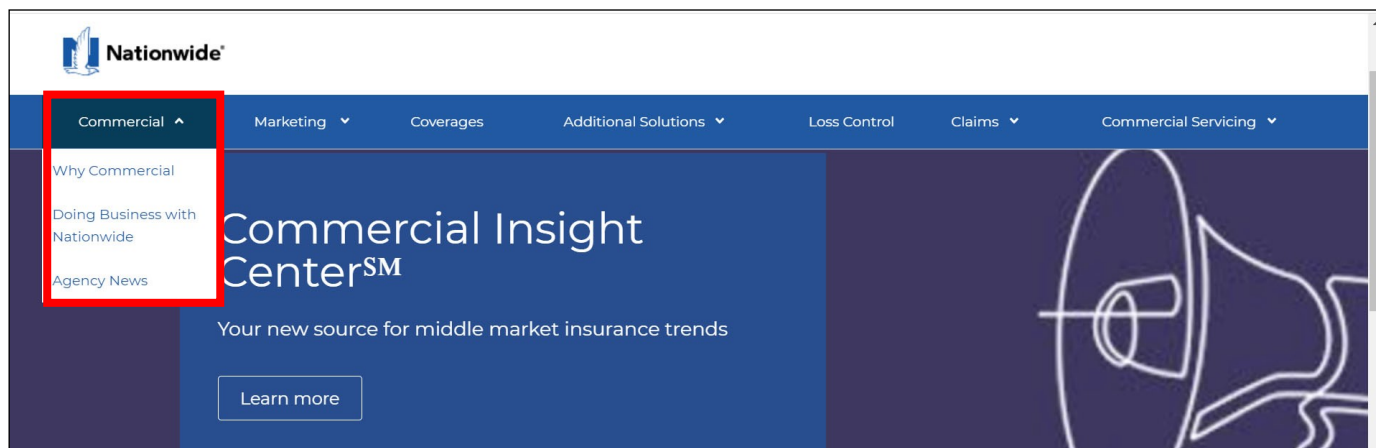 Nationwide®
Commercial Marketing Coverages Additional Solutions Loss Control Claims Commercial Servicing
Why Commercial
Doing Business with
Nationwide
Agency News
Commercial Insight
Center℠
Your new source for middle market insurance trends
Learn more